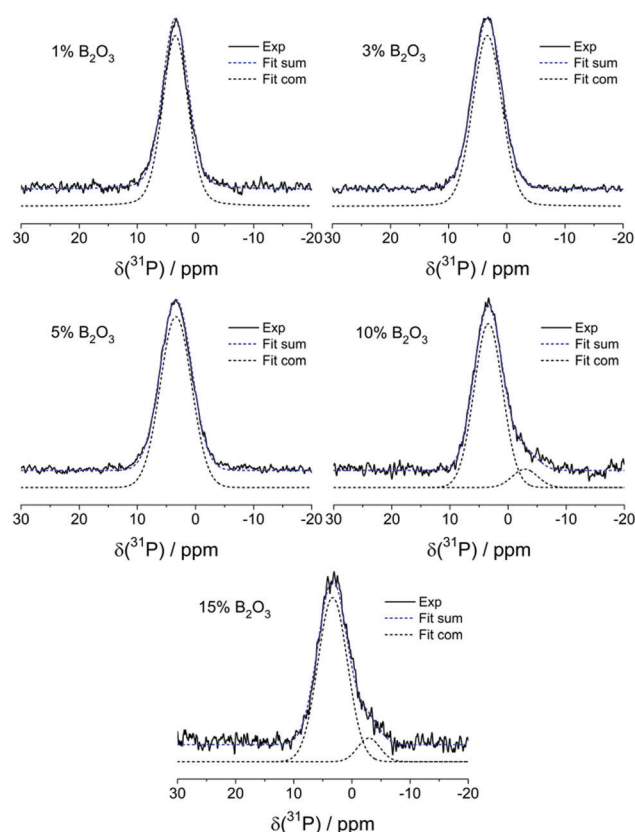 1% B₂O₃
Exp
Fit sum
Fit com
30 20 10 0 -10 -20
δ(³¹P) / ppm
3% B₂O₃
Exp
Fit sum
Fit com
30 20 10 0 -10 -20
δ(³¹P) / ppm
5% B₂O₃
Exp
Fit sum
Fit com
30 20 10 0 -10 -20
δ(³¹P) / ppm
10% B₂O₃
Exp
Fit sum
Fit com
30 20 10 0 -10 -20
δ(³¹P) / ppm
15% B₂O₃
Exp
Fit sum
Fit com
30 20 10 0 -10 -20
δ(³¹P) / ppm